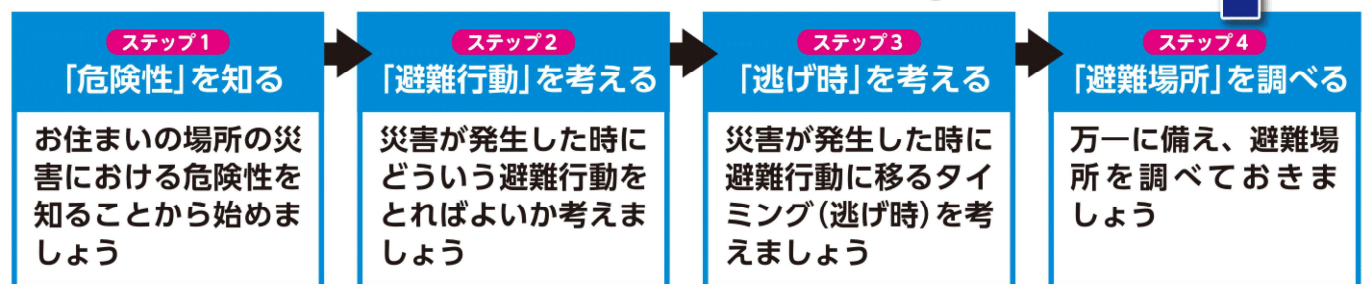 ステップ1
「危険性」を知る
お住まいの場所の災
害における危険性を
知ることから始めま
しょう
ステップ2
「避難行動」を考える
災害が発生した時に
どういう避難行動を
とればよいか考えま
しょう
ステップ3
「逃げ時」を考える
災害が発生した時に
避難行動に移るタイ
ミング(逃げ時)を考
えましょう
ステップ4
「避難場所」を調べる
万一に備え、避難場
所を調べておきま
しょう